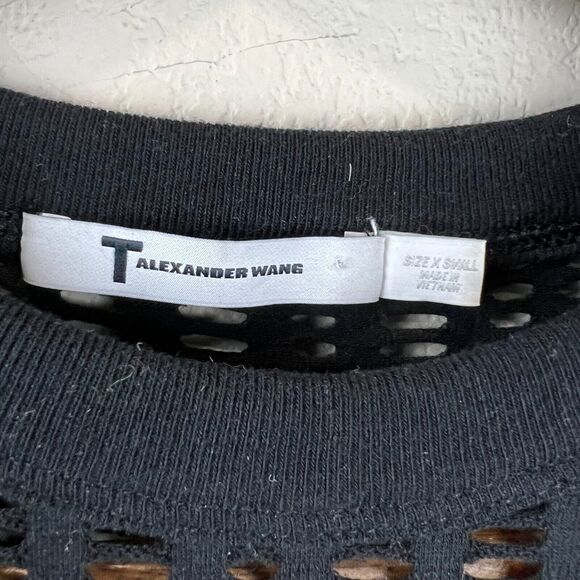 T ALEXANDER WANG
SIZE X SMALL
MADE IN
VIETNAM